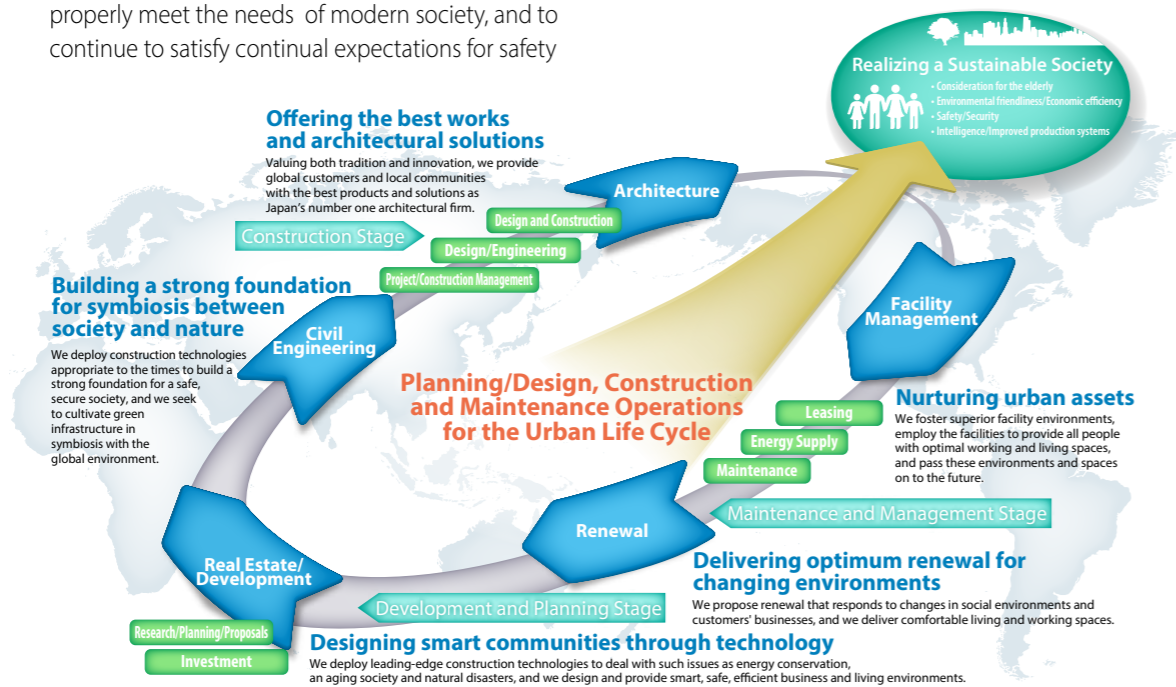 properly meet the needs of modern society, and to
continue to satisfy continual expectations for safety
Realizing a Sustainable Society
• Consideration for the elderly
• Environmental friendliness/Economic efficiency
• Safety/Security
• Intelligence/Improved production systems
Offering the best works
and architectural solutions
Valuing both tradition and innovation, we provide
global customers and local communities
with the best products and solutions as
Japan's number one architectural firm.
Architecture
Design and Construction
Construction Stage
Design/Engineering
Project/Construction Management
Building a strong foundation
for symbiosis between
society and nature
We deploy construction technologies
appropriate to the times to build a
strong foundation for a safe,
secure society, and we seek
to cultivate green
infrastructure in
symbiosis with the
global environment.
Civil
Engineering
Facility
Management
Planning/Design, Construction
and Maintenance Operations
for the Urban Life Cycle
Leasing
Energy Supply
Maintenance
Nurturing urban assets
We foster superior facility environments,
employ the facilities to provide all people
with optimal working and living spaces,
and pass these environments and spaces
on to the future.
Maintenance and Management Stage
Renewal
Delivering optimum renewal for
changing environments
We propose renewal that responds to changes in social environments and
customers' businesses, and we deliver comfortable living and working spaces.
Real Estate/
Development
Development and Planning Stage
Research/Planning/Proposals
Investment
Designing smart communities through technology
We deploy leading-edge construction technologies to deal with such issues as energy conservation,
an aging society and natural disasters, and we design and provide smart, safe, efficient business and living environments.